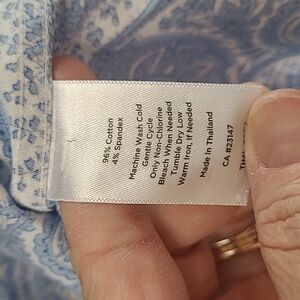 96% Cotton
4% Spandex
Machine Wash Cold
Gentle Cycle
Only Non-Chlorine
Bleach When Needed
Tumble Dry Low
Warm Iron, If Needed
Made In Thailand
CA #23147